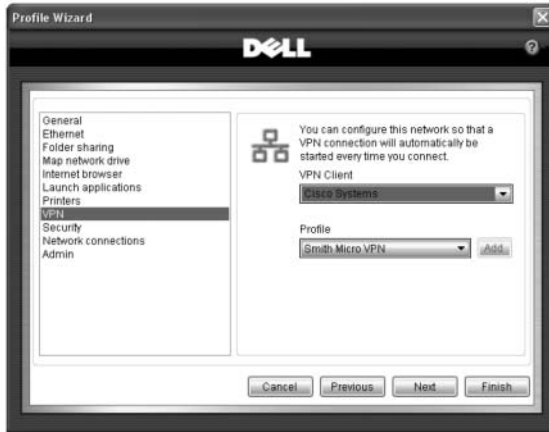 Profile Wizard
DELL
?
General
Ethernet
Folder sharing
Map network drive
Internet browser
Launch applications
Printers
VPN
Security
Network connections
Admin
You can configure this network so that a
VPN connection will automatically be
started every time you connect.
VPN Client
Cisco Systems
Profile
Smith Micro VPN
Add
Cancel
Previous
Next
Finish